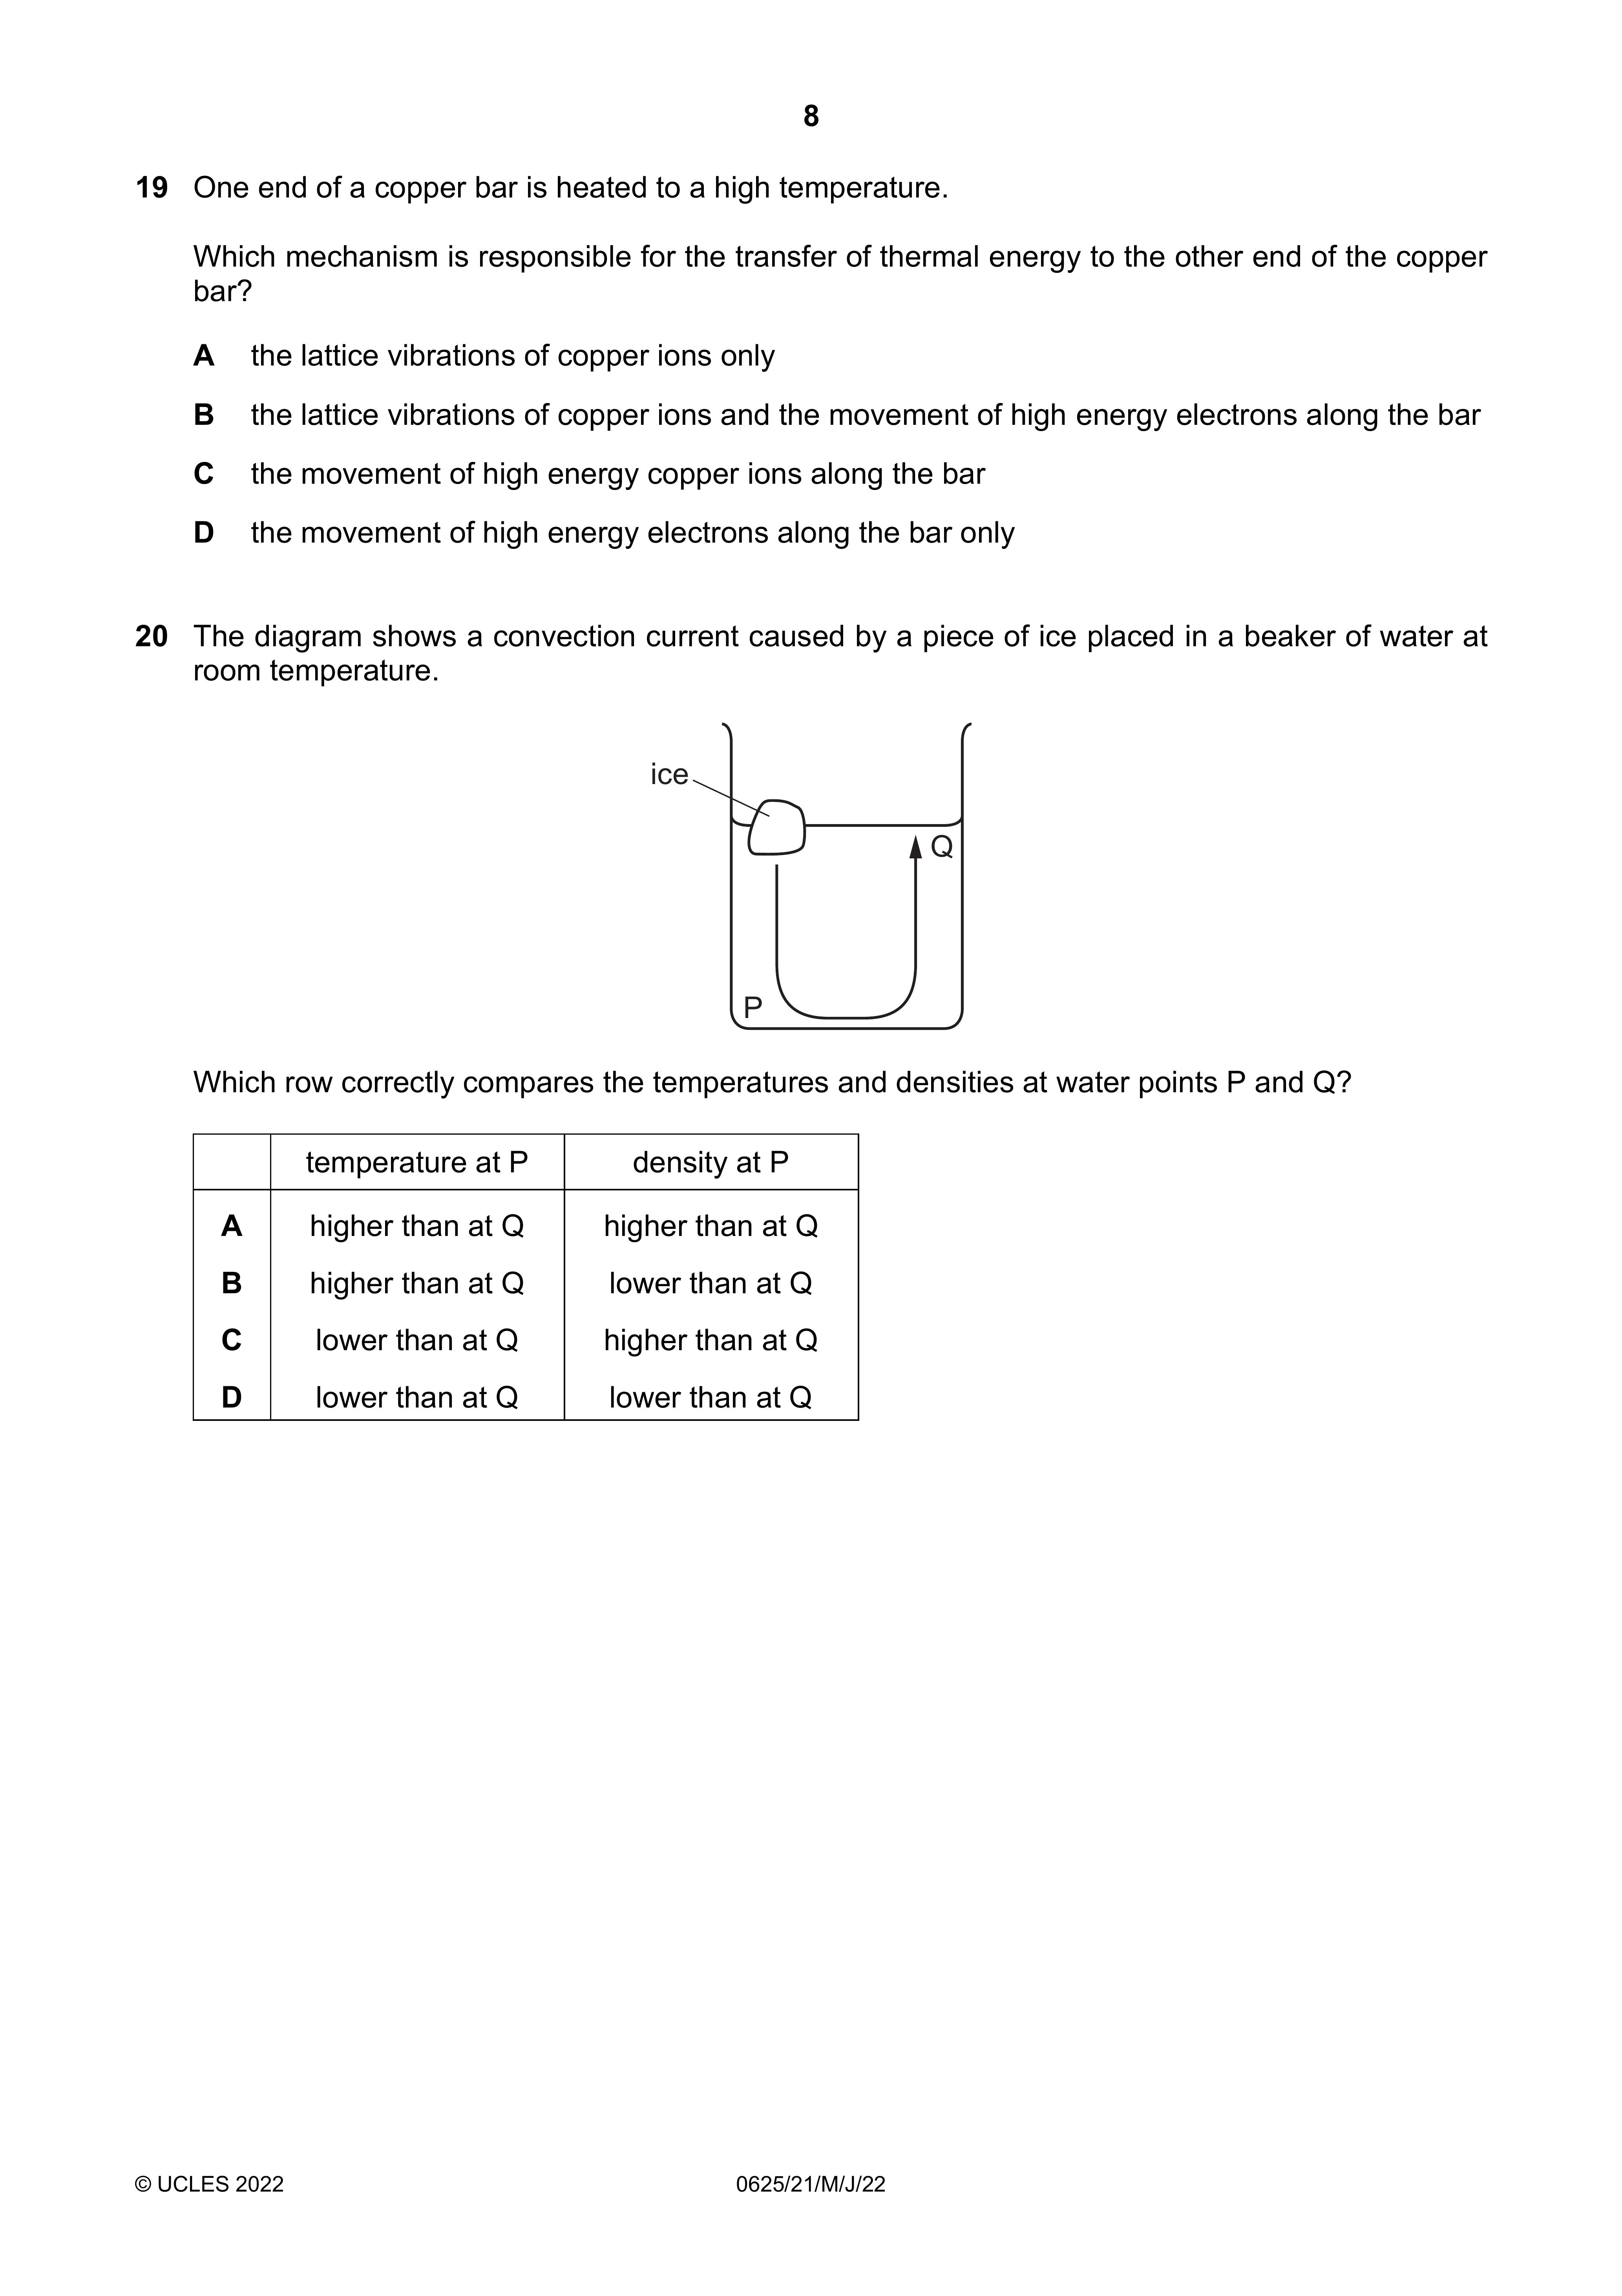 8
19 One end of a copper bar is heated to a high temperature.
Which mechanism is responsible for the transfer of thermal energy to the other end of the copper
bar?
A the lattice vibrations of copper ions only
B the lattice vibrations of copper ions and the movement of high energy electrons along the bar
C the movement of high energy copper ions along the bar
D the movement of high energy electrons along the bar only
20 The diagram shows a convection current caused by a piece of ice placed in a beaker of water at
room temperature.
ice
Q
P
Which row correctly compares the temperatures and densities at water points P and Q?
temperature at P density at P
A higher than at Q higher than at Q
B higher than at Q lower than at Q
C lower than at Q higher than at Q
D lower than at Q lower than at Q
© UCLES 2022 0625/21/M/J/22